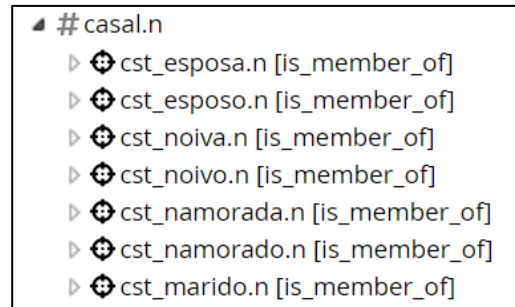 # casal.n
cst_esposa.n [is_member_of]
cst_esposo.n [is_member_of]
cst_noiva.n [is_member_of]
cst_noivo.n [is_member_of]
cst_namorada.n [is_member_of]
cst_namorado.n [is_member_of]
cst_marido.n [is_member_of]